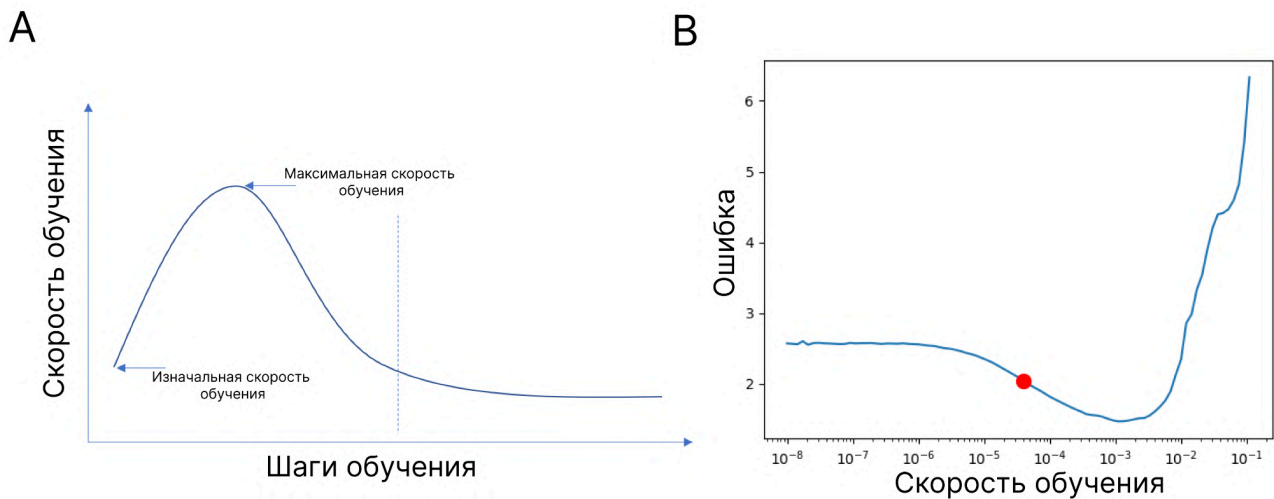 A
Скорость обучения
Максимальная скорость
обучения
Изначальная скорость
обучения
Шаги обучения
B
Ошибка
6
5
4
3
2
10⁻⁸
10⁻⁷
10⁻⁶
10⁻⁵
10⁻⁴
10⁻³
10⁻²
10⁻¹
Скорость обучения